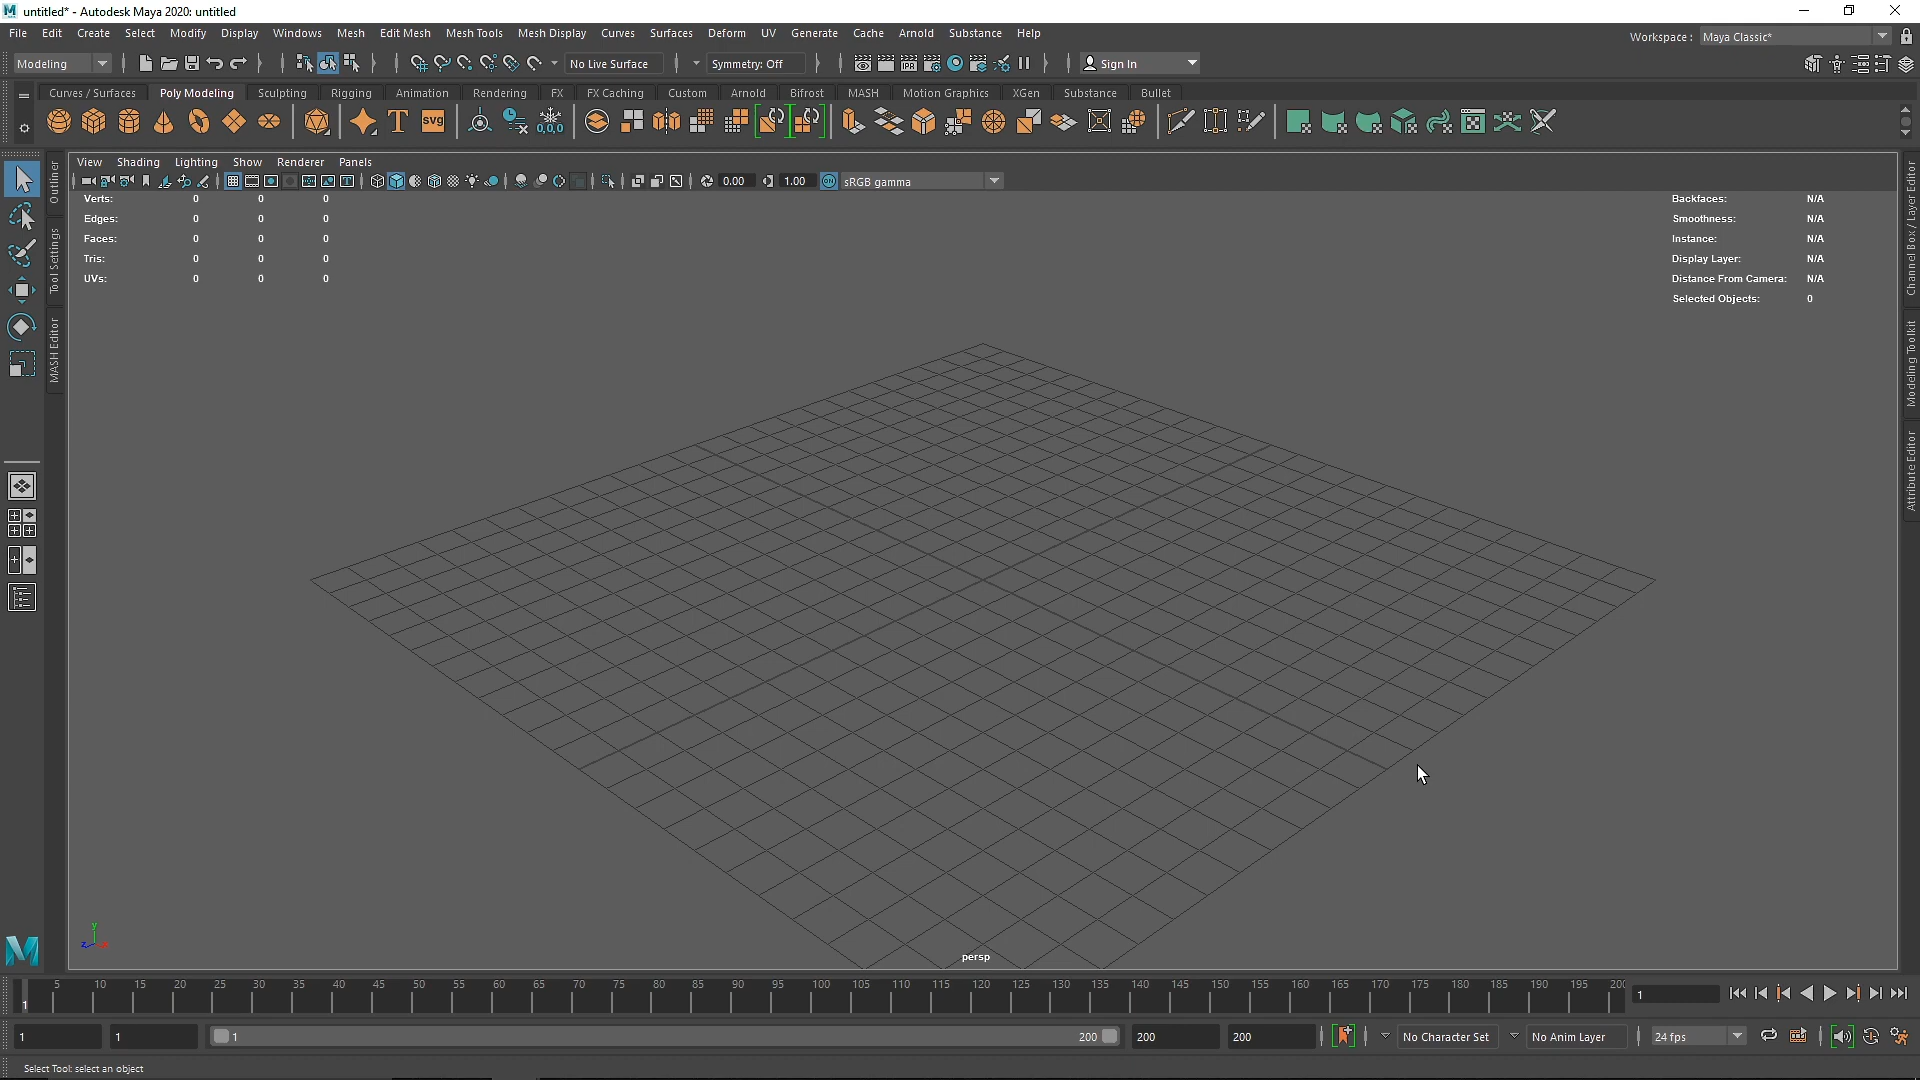 untitled* - Autodesk Maya 2020: untitled
File Edit Create Select Modify Display Windows Mesh Edit Mesh Mesh Tools Mesh Display Curves Surfaces Deform UV Generate Cache Arnold Substance Help
Workspace : Maya Classic*
Modeling No Live Surface Symmetry: Off Sign In
Curves / Surfaces Poly Modeling Sculpting Rigging Animation Rendering FX FX Caching Custom Arnold Bifrost MASH Motion Graphics XGen Substance Bullet
T svg 0,0,0
View Shading Lighting Show Renderer Panels
0.00 1.00 ON sRGB gamma
Outliner
Tool Settings
MASH Editor
Verts: 0 0 0
Edges: 0 0 0
Faces: 0 0 0
Tris: 0 0 0
UVs: 0 0 0
Backfaces: N/A
Smoothness: N/A
Instance: N/A
Display Layer: N/A
Distance From Camera: N/A
Selected Objects: 0
Channel Box / Layer Editor
Modeling Toolkit
Attribute Editor
y
z
persp
5 10 15 20 25 30 35 40 45 50 55 60 65 70 75 80 85 90 95 100 105 110 115 120 125 130 135 140 145 150 155 160 165 170 175 180 185 190 195 200
1 1
1 1 1 200 200 200 No Character Set No Anim Layer 24 fps
Select Tool: select an object